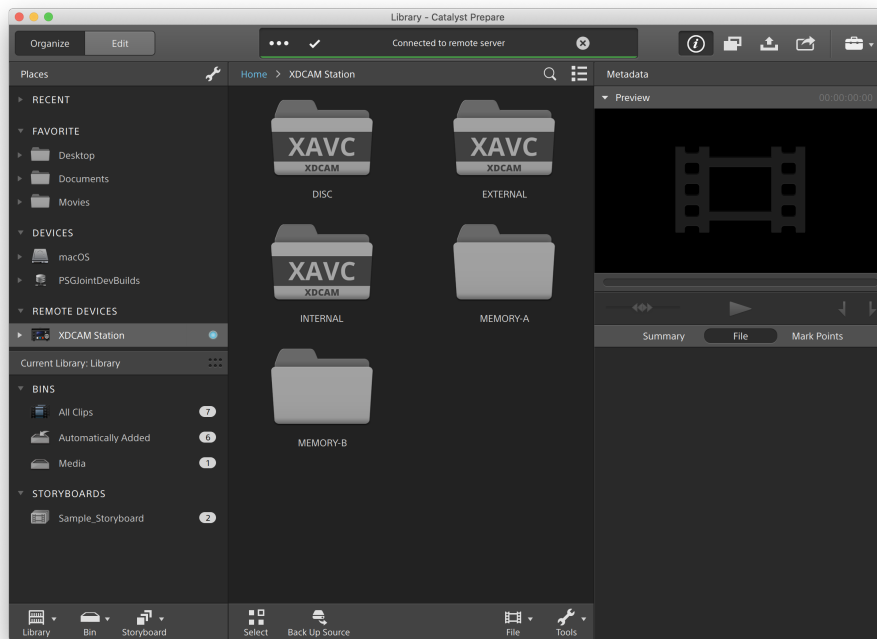 Library - Catalyst Prepare
Organize
Edit
Connected to remote server
Places
Home > XDCAM Station
Metadata
RECENT
FAVORITE
Desktop
Documents
Movies
DEVICES
macOS
PSGJointDevBuilds
REMOTE DEVICES
XDCAM Station
Current Library: Library
BINS
All Clips 7
Automatically Added 6
Media 1
STORYBOARDS
Sample_Storyboard 2
Library
Bin
Storyboard
XAVC
XDCAM
DISC
XAVC
XDCAM
EXTERNAL
XAVC
XDCAM
INTERNAL
MEMORY-A
MEMORY-B
Select
Back Up Source
File
Tools
Preview
00:00:00:00
Summary
File
Mark Points